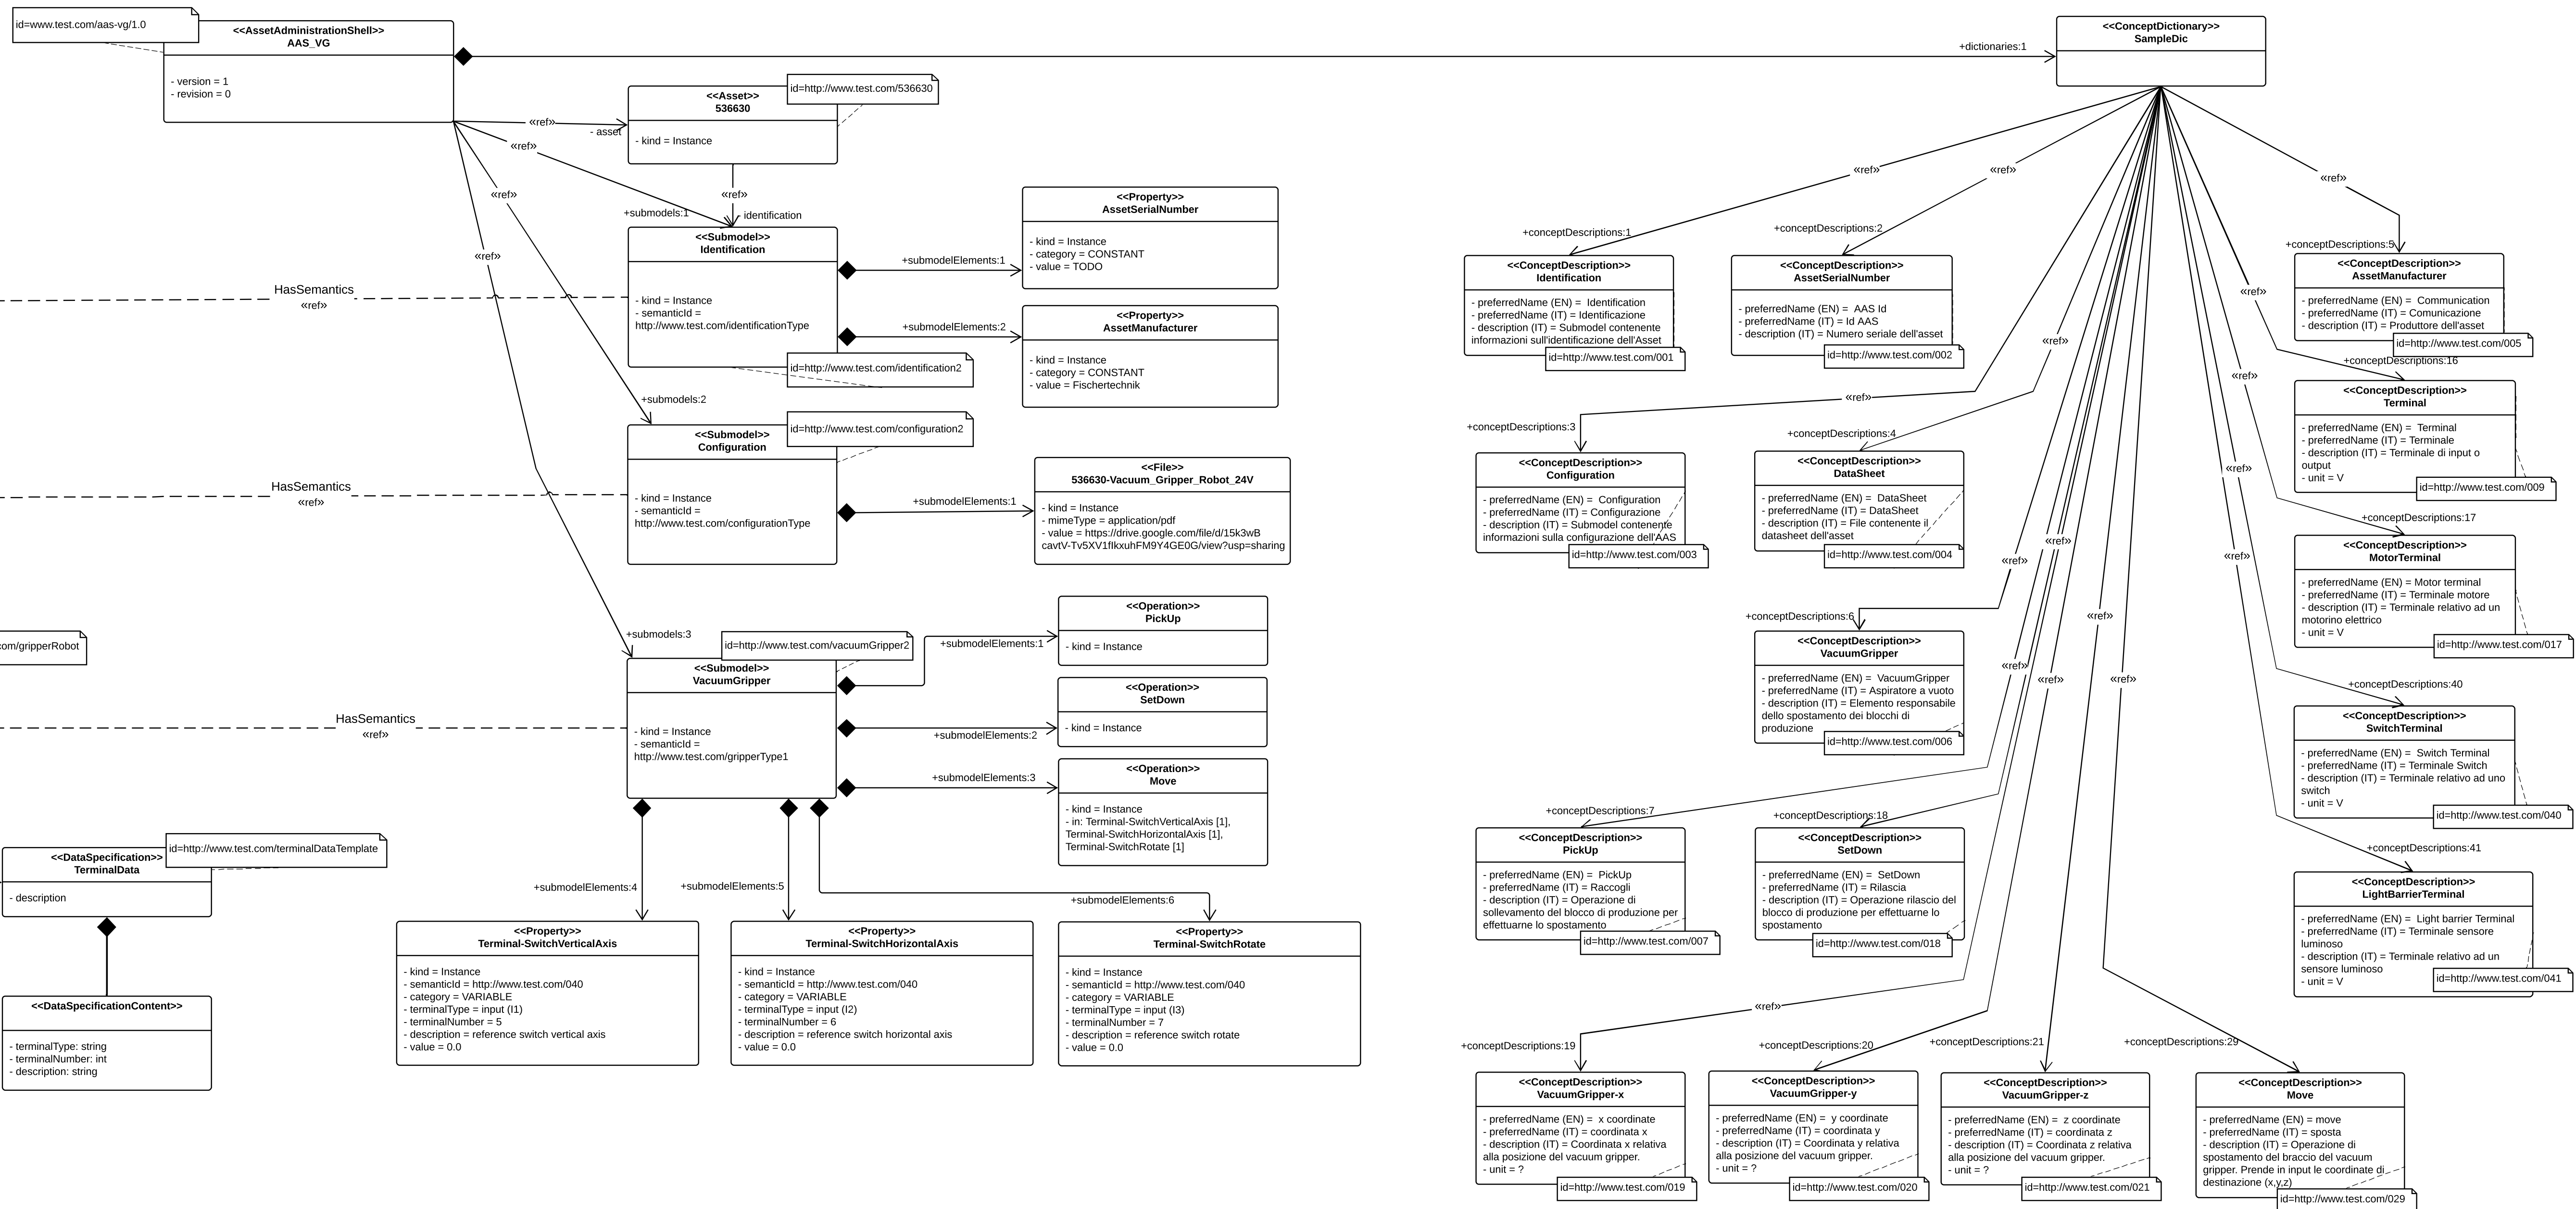 id=www.test.com/aas-vg/1.0
<<AssetAdministrationShell>>
AAS_VG
- version = 1
- revision = 0
+dictionaries:1
<<ConceptDictionary>>
SampleDic
«ref»
- asset
<<Asset>>
536630
- kind = Instance
id=http://www.test.com/536630
«ref»
«ref»
«ref»
«ref»
+submodels:1
- identification
<<Submodel>>
Identification
- kind = Instance
- semanticId =
http://www.test.com/identificationType
id=http://www.test.com/identification2
HasSemantics
«ref»
+submodelElements:1
<<Property>>
AssetSerialNumber
- kind = Instance
- category = CONSTANT
- value = TODO
+submodelElements:2
<<Property>>
AssetManufacturer
- kind = Instance
- category = CONSTANT
- value = Fischertechnik
+submodels:2
<<Submodel>>
Configuration
- kind = Instance
- semanticId =
http://www.test.com/configurationType
id=http://www.test.com/configuration2
HasSemantics
«ref»
+submodelElements:1
<<File>>
536630-Vacuum_Gripper_Robot_24V
- kind = Instance
- mimeType = application/pdf
- value = https://drive.google.com/file/d/15k3wB
cavtV-Tv5XV1fIkxuhFM9Y4GE0G/view?usp=sharing
com/gripperRobot
+submodels:3
<<Submodel>>
VacuumGripper
- kind = Instance
- semanticId =
http://www.test.com/gripperType1
id=http://www.test.com/vacuumGripper2
HasSemantics
«ref»
+submodelElements:1
<<Operation>>
PickUp
- kind = Instance
+submodelElements:2
<<Operation>>
SetDown
- kind = Instance
+submodelElements:3
<<Operation>>
Move
- kind = Instance
- in: Terminal-SwitchVerticalAxis [1],
Terminal-SwitchHorizontalAxis [1],
Terminal-SwitchRotate [1]
<<DataSpecification>>
TerminalData
- description
id=http://www.test.com/terminalDataTemplate
<<DataSpecificationContent>>
- terminalType: string
- terminalNumber: int
- description: string
+submodelElements:4
<<Property>>
Terminal-SwitchVerticalAxis
- kind = Instance
- semanticId = http://www.test.com/040
- category = VARIABLE
- terminalType = input (I1)
- terminalNumber = 5
- description = reference switch vertical axis
- value = 0.0
+submodelElements:5
<<Property>>
Terminal-SwitchHorizontalAxis
- kind = Instance
- semanticId = http://www.test.com/040
- category = VARIABLE
- terminalType = input (I2)
- terminalNumber = 6
- description = reference switch horizontal axis
- value = 0.0
+submodelElements:6
<<Property>>
Terminal-SwitchRotate
- kind = Instance
- semanticId = http://www.test.com/040
- category = VARIABLE
- terminalType = input (I3)
- terminalNumber = 7
- description = reference switch rotate
- value = 0.0
«ref»
+conceptDescriptions:1
<<ConceptDescription>>
Identification
- preferredName (EN) =  Identification
- preferredName (IT) = Identificazione
- description (IT) = Submodel contenente
informazioni sull'identificazione dell'Asset
id=http://www.test.com/001
«ref»
+conceptDescriptions:2
<<ConceptDescription>>
AssetSerialNumber
- preferredName (EN) =  AAS Id
- preferredName (IT) = Id AAS
- description (IT) = Numero seriale dell'asset
id=http://www.test.com/002
«ref»
+conceptDescriptions:3
<<ConceptDescription>>
Configuration
- preferredName (EN) =  Configuration
- preferredName (IT) = Configurazione
- description (IT) = Submodel contenente
informazioni sulla configurazione dell'AAS
id=http://www.test.com/003
«ref»
+conceptDescriptions:4
<<ConceptDescription>>
DataSheet
- preferredName (EN) =  DataSheet
- preferredName (IT) = DataSheet
- description (IT) = File contenente il
datasheet dell'asset
id=http://www.test.com/004
«ref»
+conceptDescriptions:5
<<ConceptDescription>>
AssetManufacturer
- preferredName (EN) =  Communication
- preferredName (IT) = Comunicazione
- description (IT) = Produttore dell'asset
id=http://www.test.com/005
«ref»
+conceptDescriptions:16
<<ConceptDescription>>
Terminal
- preferredName (EN) =  Terminal
- preferredName (IT) = Terminale
- description (IT) = Terminale di input o
output
- unit = V
id=http://www.test.com/009
«ref»
+conceptDescriptions:17
<<ConceptDescription>>
MotorTerminal
- preferredName (EN) = Motor terminal
- preferredName (IT) = Terminale motore
- description (IT) = Terminale relativo ad un
motorino elettrico
- unit = V
id=http://www.test.com/017
«ref»
+conceptDescriptions:6
<<ConceptDescription>>
VacuumGripper
- preferredName (EN) =  VacuumGripper
- preferredName (IT) = Aspiratore a vuoto
- description (IT) = Elemento responsabile
dello spostamento dei blocchi di
produzione
id=http://www.test.com/006
«ref»
+conceptDescriptions:40
<<ConceptDescription>>
SwitchTerminal
- preferredName (EN) =  Switch Terminal
- preferredName (IT) = Terminale Switch
- description (IT) = Terminale relativo ad uno
switch
- unit = V
id=http://www.test.com/040
«ref»
+conceptDescriptions:7
<<ConceptDescription>>
PickUp
- preferredName (EN) =  PickUp
- preferredName (IT) = Raccogli
- description (IT) = Operazione di
sollevamento del blocco di produzione per
effettuarne lo spostamento
id=http://www.test.com/007
«ref»
+conceptDescriptions:18
<<ConceptDescription>>
SetDown
- preferredName (EN) =  SetDown
- preferredName (IT) = Rilascia
- description (IT) = Operazione rilascio del
blocco di produzione per effettuarne lo
spostamento
id=http://www.test.com/018
«ref»
+conceptDescriptions:41
<<ConceptDescription>>
LightBarrierTerminal
- preferredName (EN) =  Light barrier Terminal
- preferredName (IT) = Terminale sensore
luminoso
- description (IT) = Terminale relativo ad un
sensore luminoso
- unit = V
id=http://www.test.com/041
«ref»
+conceptDescriptions:19
<<ConceptDescription>>
VacuumGripper-x
- preferredName (EN) =  x coordinate
- preferredName (IT) = coordinata x
- description (IT) = Coordinata x relativa
alla posizione del vacuum gripper.
- unit = ?
id=http://www.test.com/019
«ref»
+conceptDescriptions:20
<<ConceptDescription>>
VacuumGripper-y
- preferredName (EN) =  y coordinate
- preferredName (IT) = coordinata y
- description (IT) = Coordinata y relativa
alla posizione del vacuum gripper.
- unit = ?
id=http://www.test.com/020
«ref»
+conceptDescriptions:21
<<ConceptDescription>>
VacuumGripper-z
- preferredName (EN) =  z coordinate
- preferredName (IT) = coordinata z
- description (IT) = Coordinata z relativa
alla posizione del vacuum gripper.
- unit = ?
id=http://www.test.com/021
«ref»
+conceptDescriptions:29
<<ConceptDescription>>
Move
- preferredName (EN) = move
- preferredName (IT) = sposta
- description (IT) = Operazione di
spostamento del braccio del vacuum
gripper. Prende in input le coordinate di
destinazione (x,y,z)
id=http://www.test.com/029